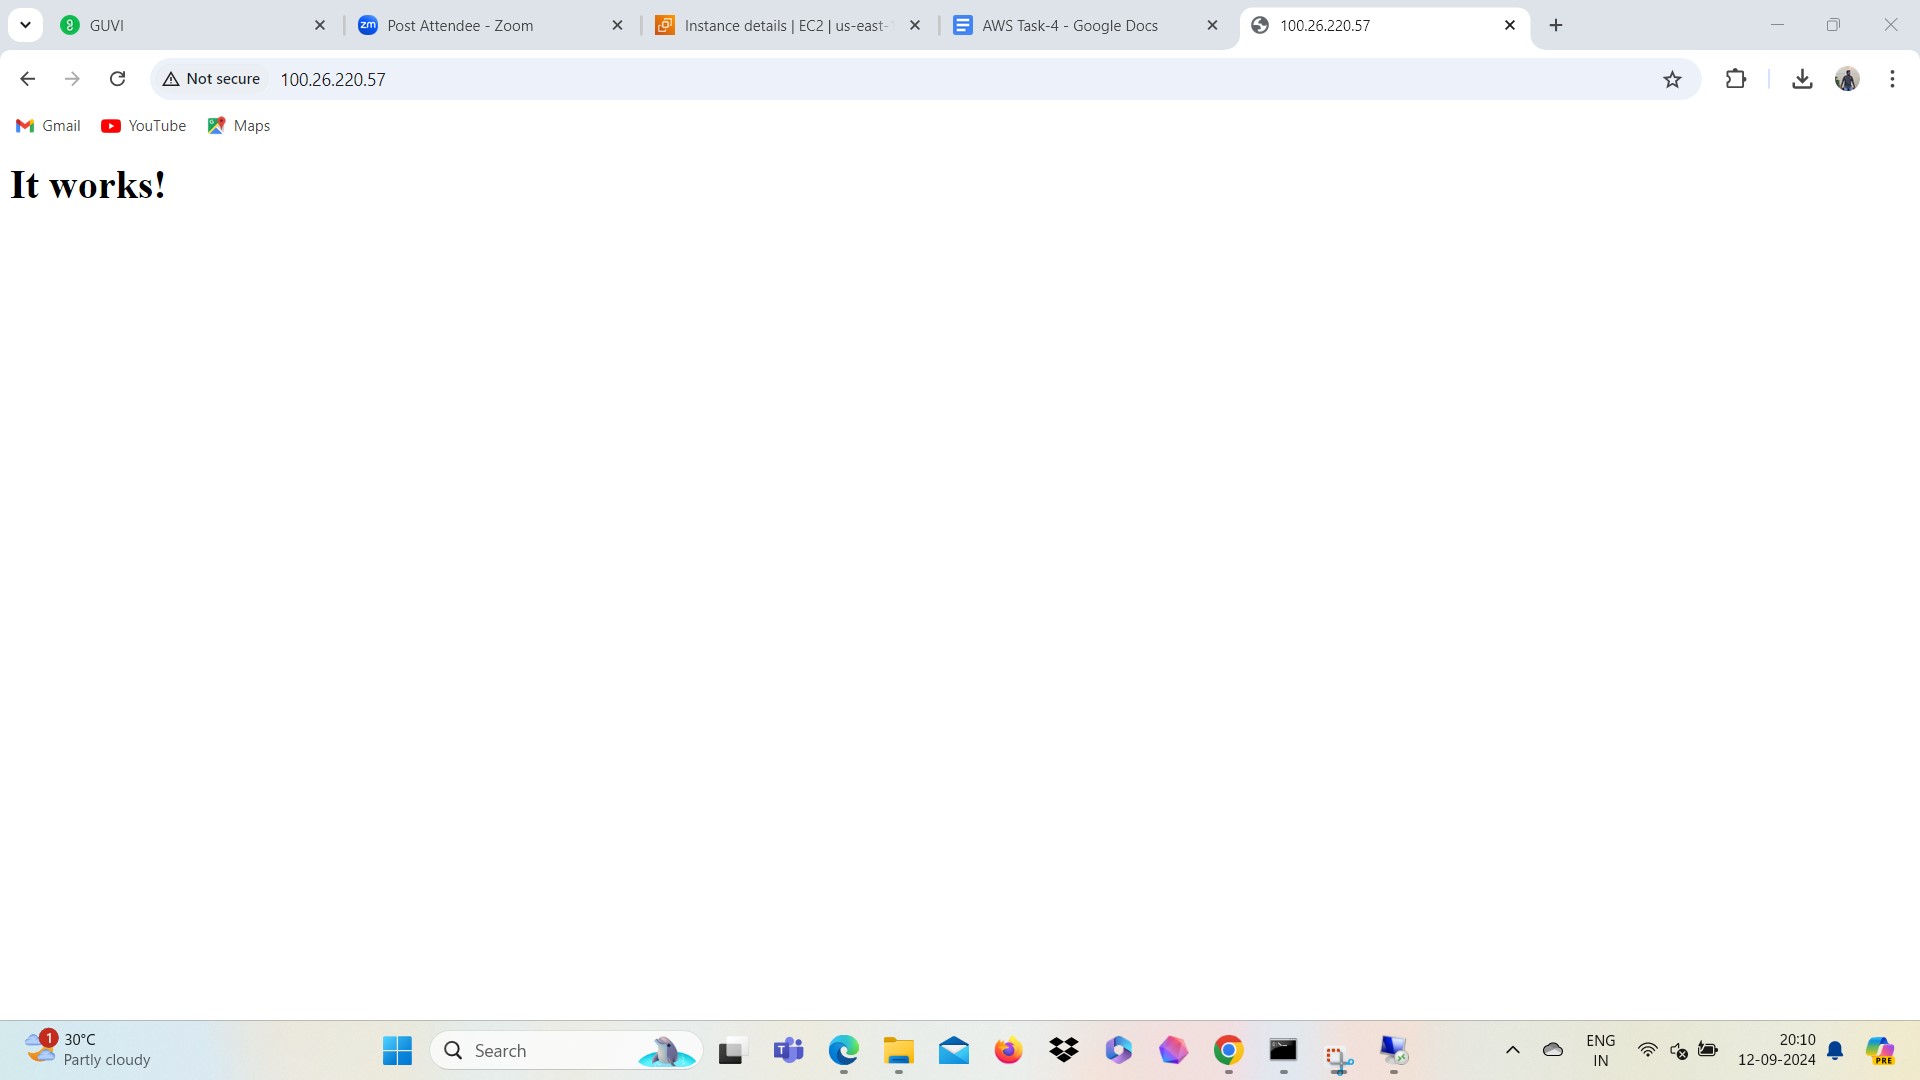 GUVI
Post Attendee - Zoom
Instance details | EC2 | us-east-
AWS Task-4 - Google Docs
100.26.220.57
Not secure
100.26.220.57
Gmail
YouTube
Maps
It works!
1
30°C
Partly cloudy
Search
ENG
IN
20:10
12-09-2024
PRE